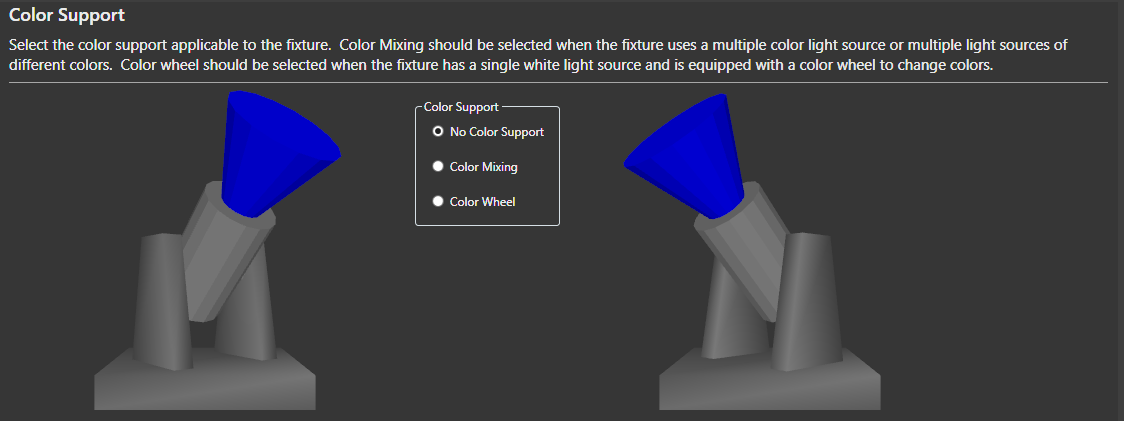 Color Support
Select the color support applicable to the fixture.  Color Mixing should be selected when the fixture uses a multiple color light source or multiple light sources of
different colors.  Color wheel should be selected when the fixture has a single white light source and is equipped with a color wheel to change colors.
Color Support
No Color Support
Color Mixing
Color Wheel